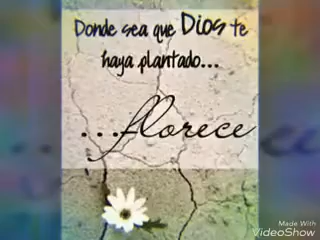 Donde sea que Dios te
haya plantado...
...florece
Made With
VideoShow